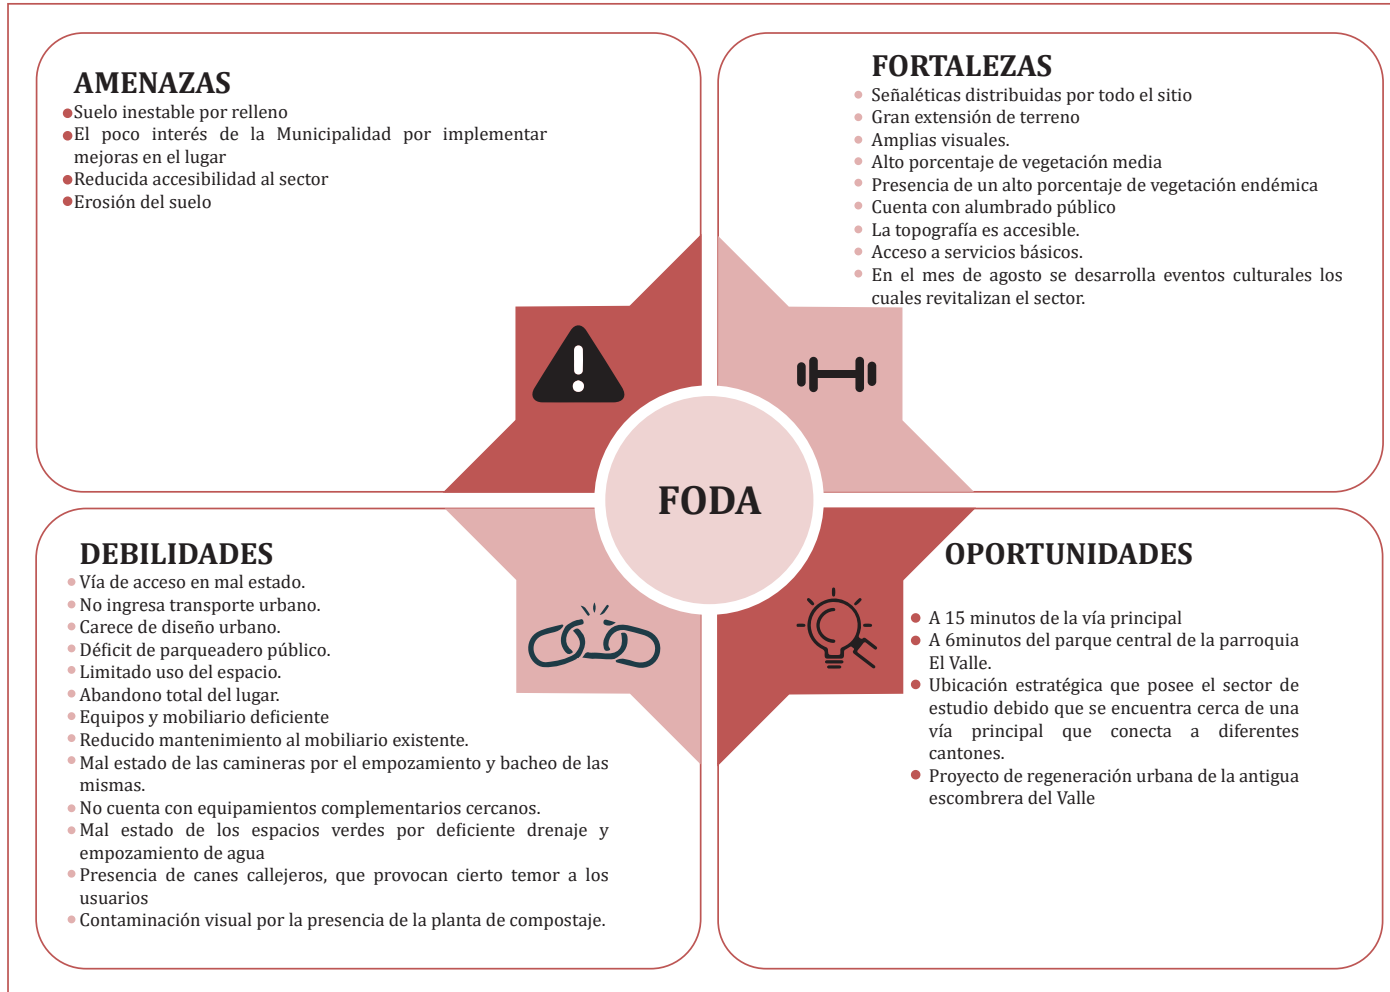 AMENAZAS
Suelo inestable por relleno
El poco interés de la Municipalidad por implementar
mejoras en el lugar
Reducida accesibilidad al sector
Erosión del suelo
FORTALEZAS
Señaléticas distribuidas por todo el sitio
Gran extensión de terreno
Amplias visuales.
Alto porcentaje de vegetación media
Presencia de un alto porcentaje de vegetación endémica
Cuenta con alumbrado público
La topografía es accesible.
Acceso a servicios básicos.
En el mes de agosto se desarrolla eventos culturales los
cuales revitalizan el sector.
FODA
DEBILIDADES
Vía de acceso en mal estado.
No ingresa transporte urbano.
Carece de diseño urbano.
Déficit de parqueadero público.
Limitado uso del espacio.
Abandono total del lugar.
Equipos y mobiliario deficiente
Reducido mantenimiento al mobiliario existente.
Mal estado de las camineras por el empozamiento y bacheo de las
mismas.
No cuenta con equipamientos complementarios cercanos.
Mal estado de los espacios verdes por deficiente drenaje y
empozamiento de agua
Presencia de canes callejeros, que provocan cierto temor a los
usuarios
Contaminación visual por la presencia de la planta de compostaje.
OPORTUNIDADES
A 15 minutos de la vía principal
A 6minutos del parque central de la parroquia
El Valle.
Ubicación estratégica que posee el sector de
estudio debido que se encuentra cerca de una
vía principal que conecta a diferentes
cantones.
Proyecto de regeneración urbana de la antigua
escombrera del Valle